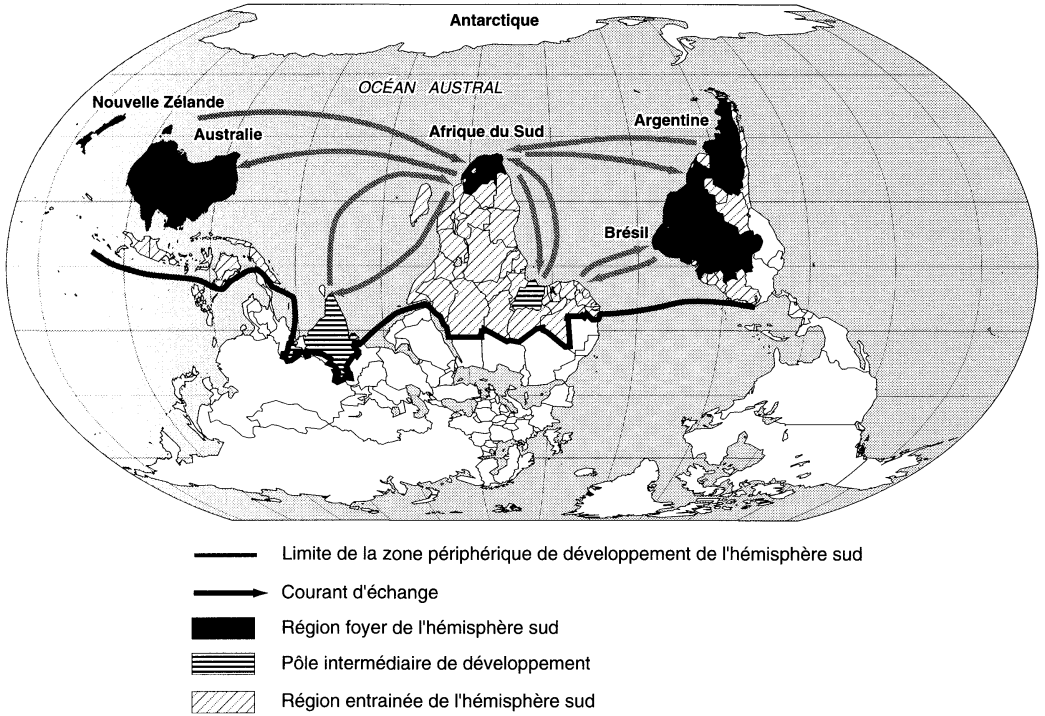 Antarctique
OCÉAN AUSTRAL
Nouvelle Zélande
Australie
Afrique du Sud
Argentine
Brésil
Limite de la zone périphérique de développement de l'hémisphère sud
Courant d'échange
Région foyer de l'hémisphère sud
Pôle intermédiaire de développement
Région entrainée de l'hémisphère sud